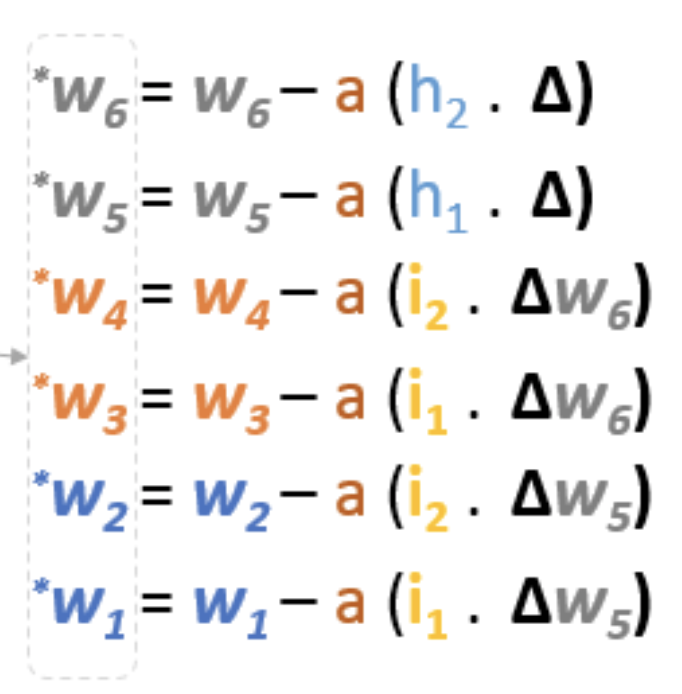 *w₆ = w₆ − a (h₂ . Δ)
*w₅ = w₅ − a (h₁ . Δ)
*w₄ = w₄ − a (i₂ . Δw₆)
*w₃ = w₃ − a (i₁ . Δw₆)
*w₂ = w₂ − a (i₂ . Δw₅)
*w₁ = w₁ − a (i₁ . Δw₅)